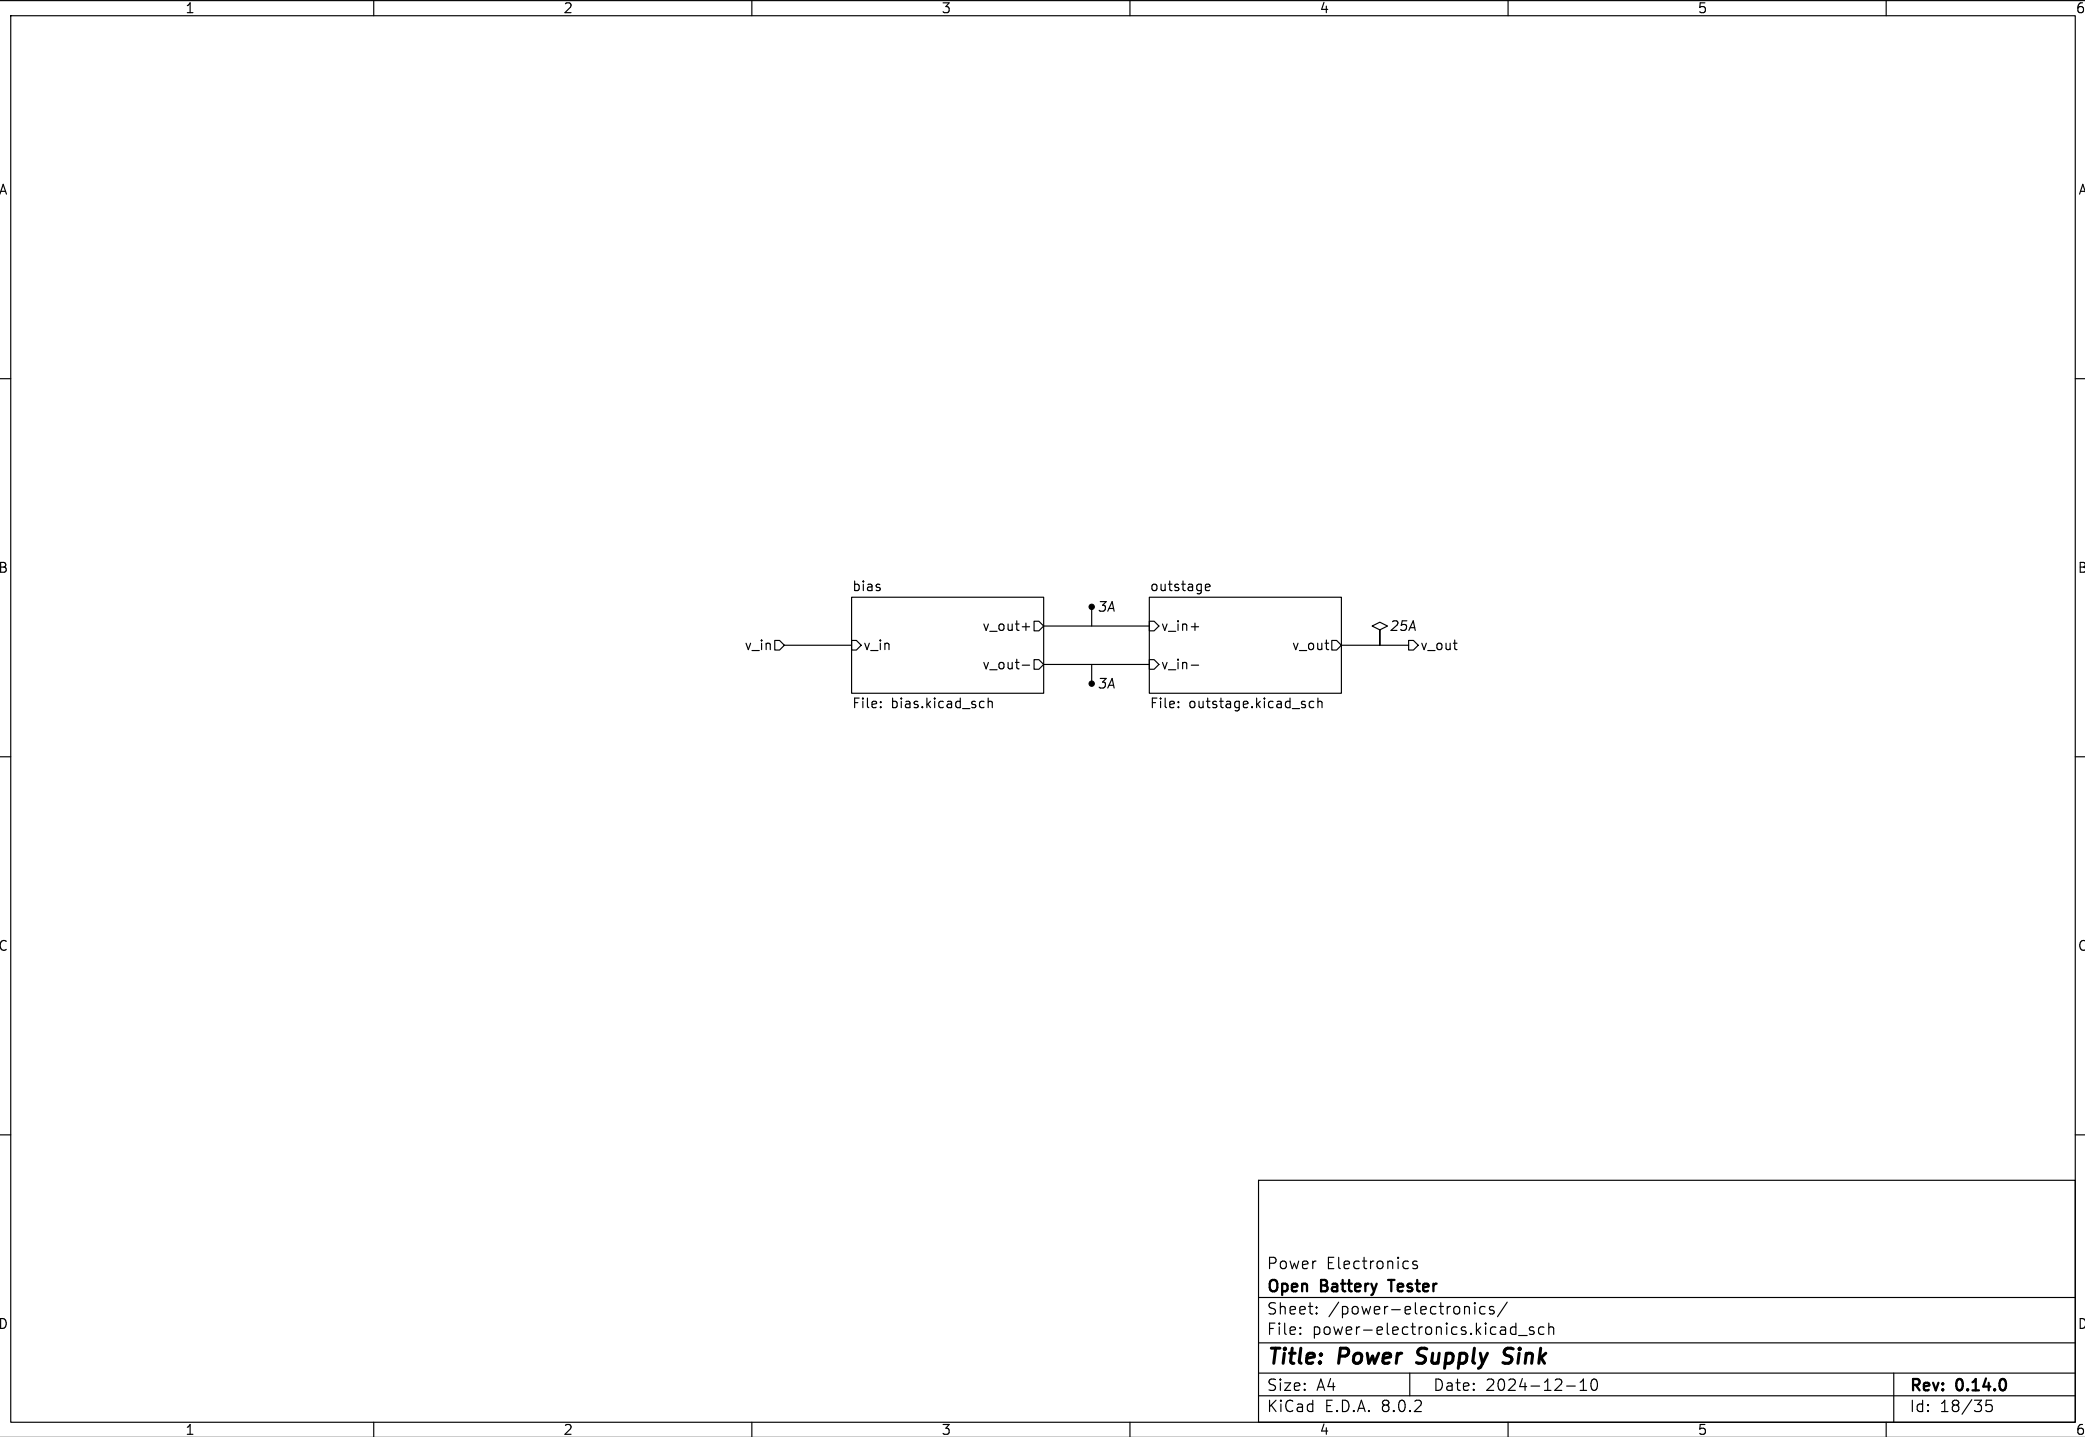 1 2 3 4 5 6
A A
B B
bias outstage
3A
v_out+ v_in+ 25A
v_in v_in v_out v_out
v_out- v_in-
3A
File: bias.kicad_sch File: outstage.kicad_sch
C C
Power Electronics
Open Battery Tester
Sheet: /power-electronics/
D D
File: power-electronics.kicad_sch
Title: Power Supply Sink
Size: A4 Date: 2024-12-10 Rev: 0.14.0
KiCad E.D.A. 8.0.2 Id: 18/35
1 2 3 4 5 6